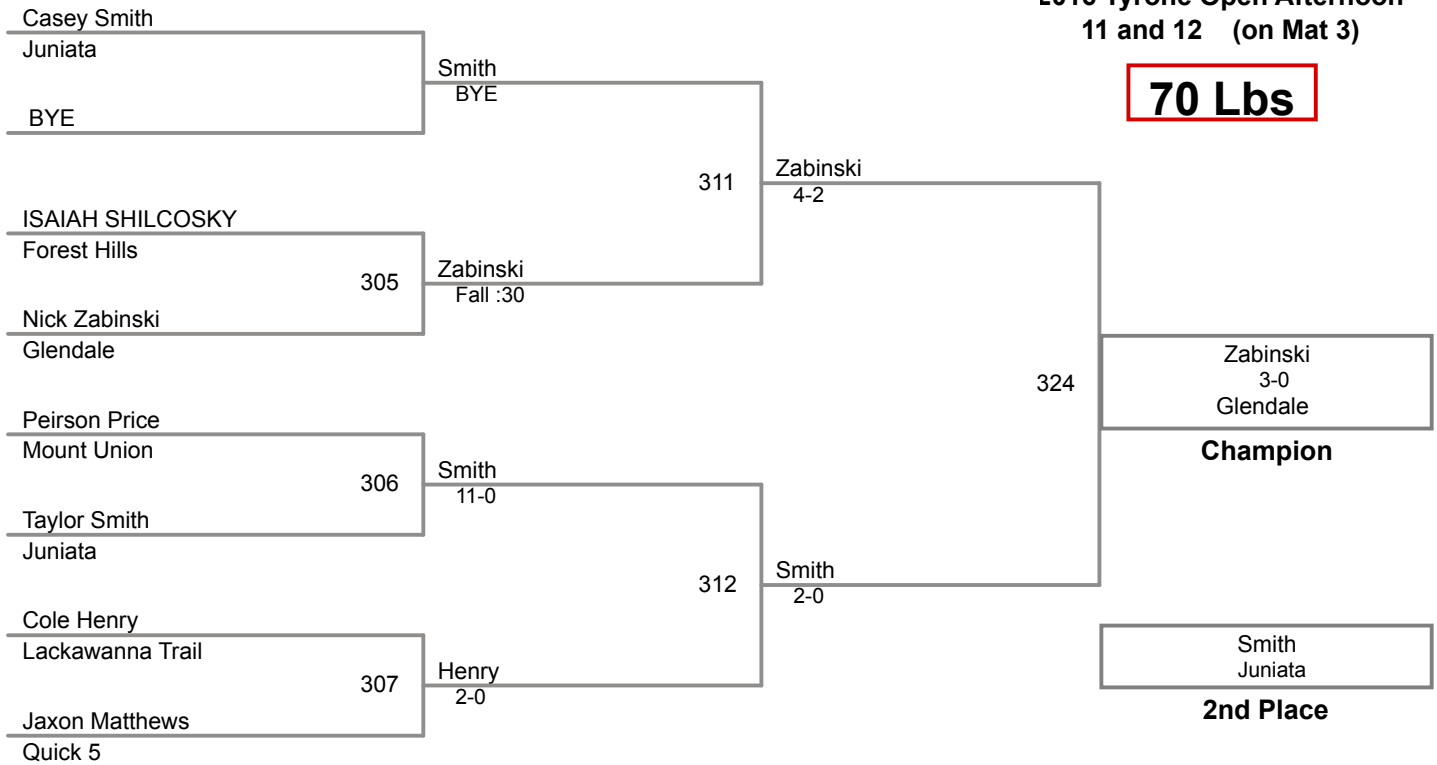 Tyrone Open Afternoon
11 and 12 (on Mat 3)
70 Lbs
Casey Smith
Juniata
BYE
Smith
BYE
ISAIAH SHILCOSKY
Forest Hills
305
Nick Zabinski
Glendale
Zabinski
Fall :30
311
Zabinski
4-2
Peirson Price
Mount Union
306
Taylor Smith
Juniata
Smith
11-0
Cole Henry
Lackawanna Trail
307
Jaxon Matthews
Quick 5
Henry
2-0
312
Smith
2-0
324
Zabinski
3-0
Glendale
Champion
Smith
Juniata
2nd Place